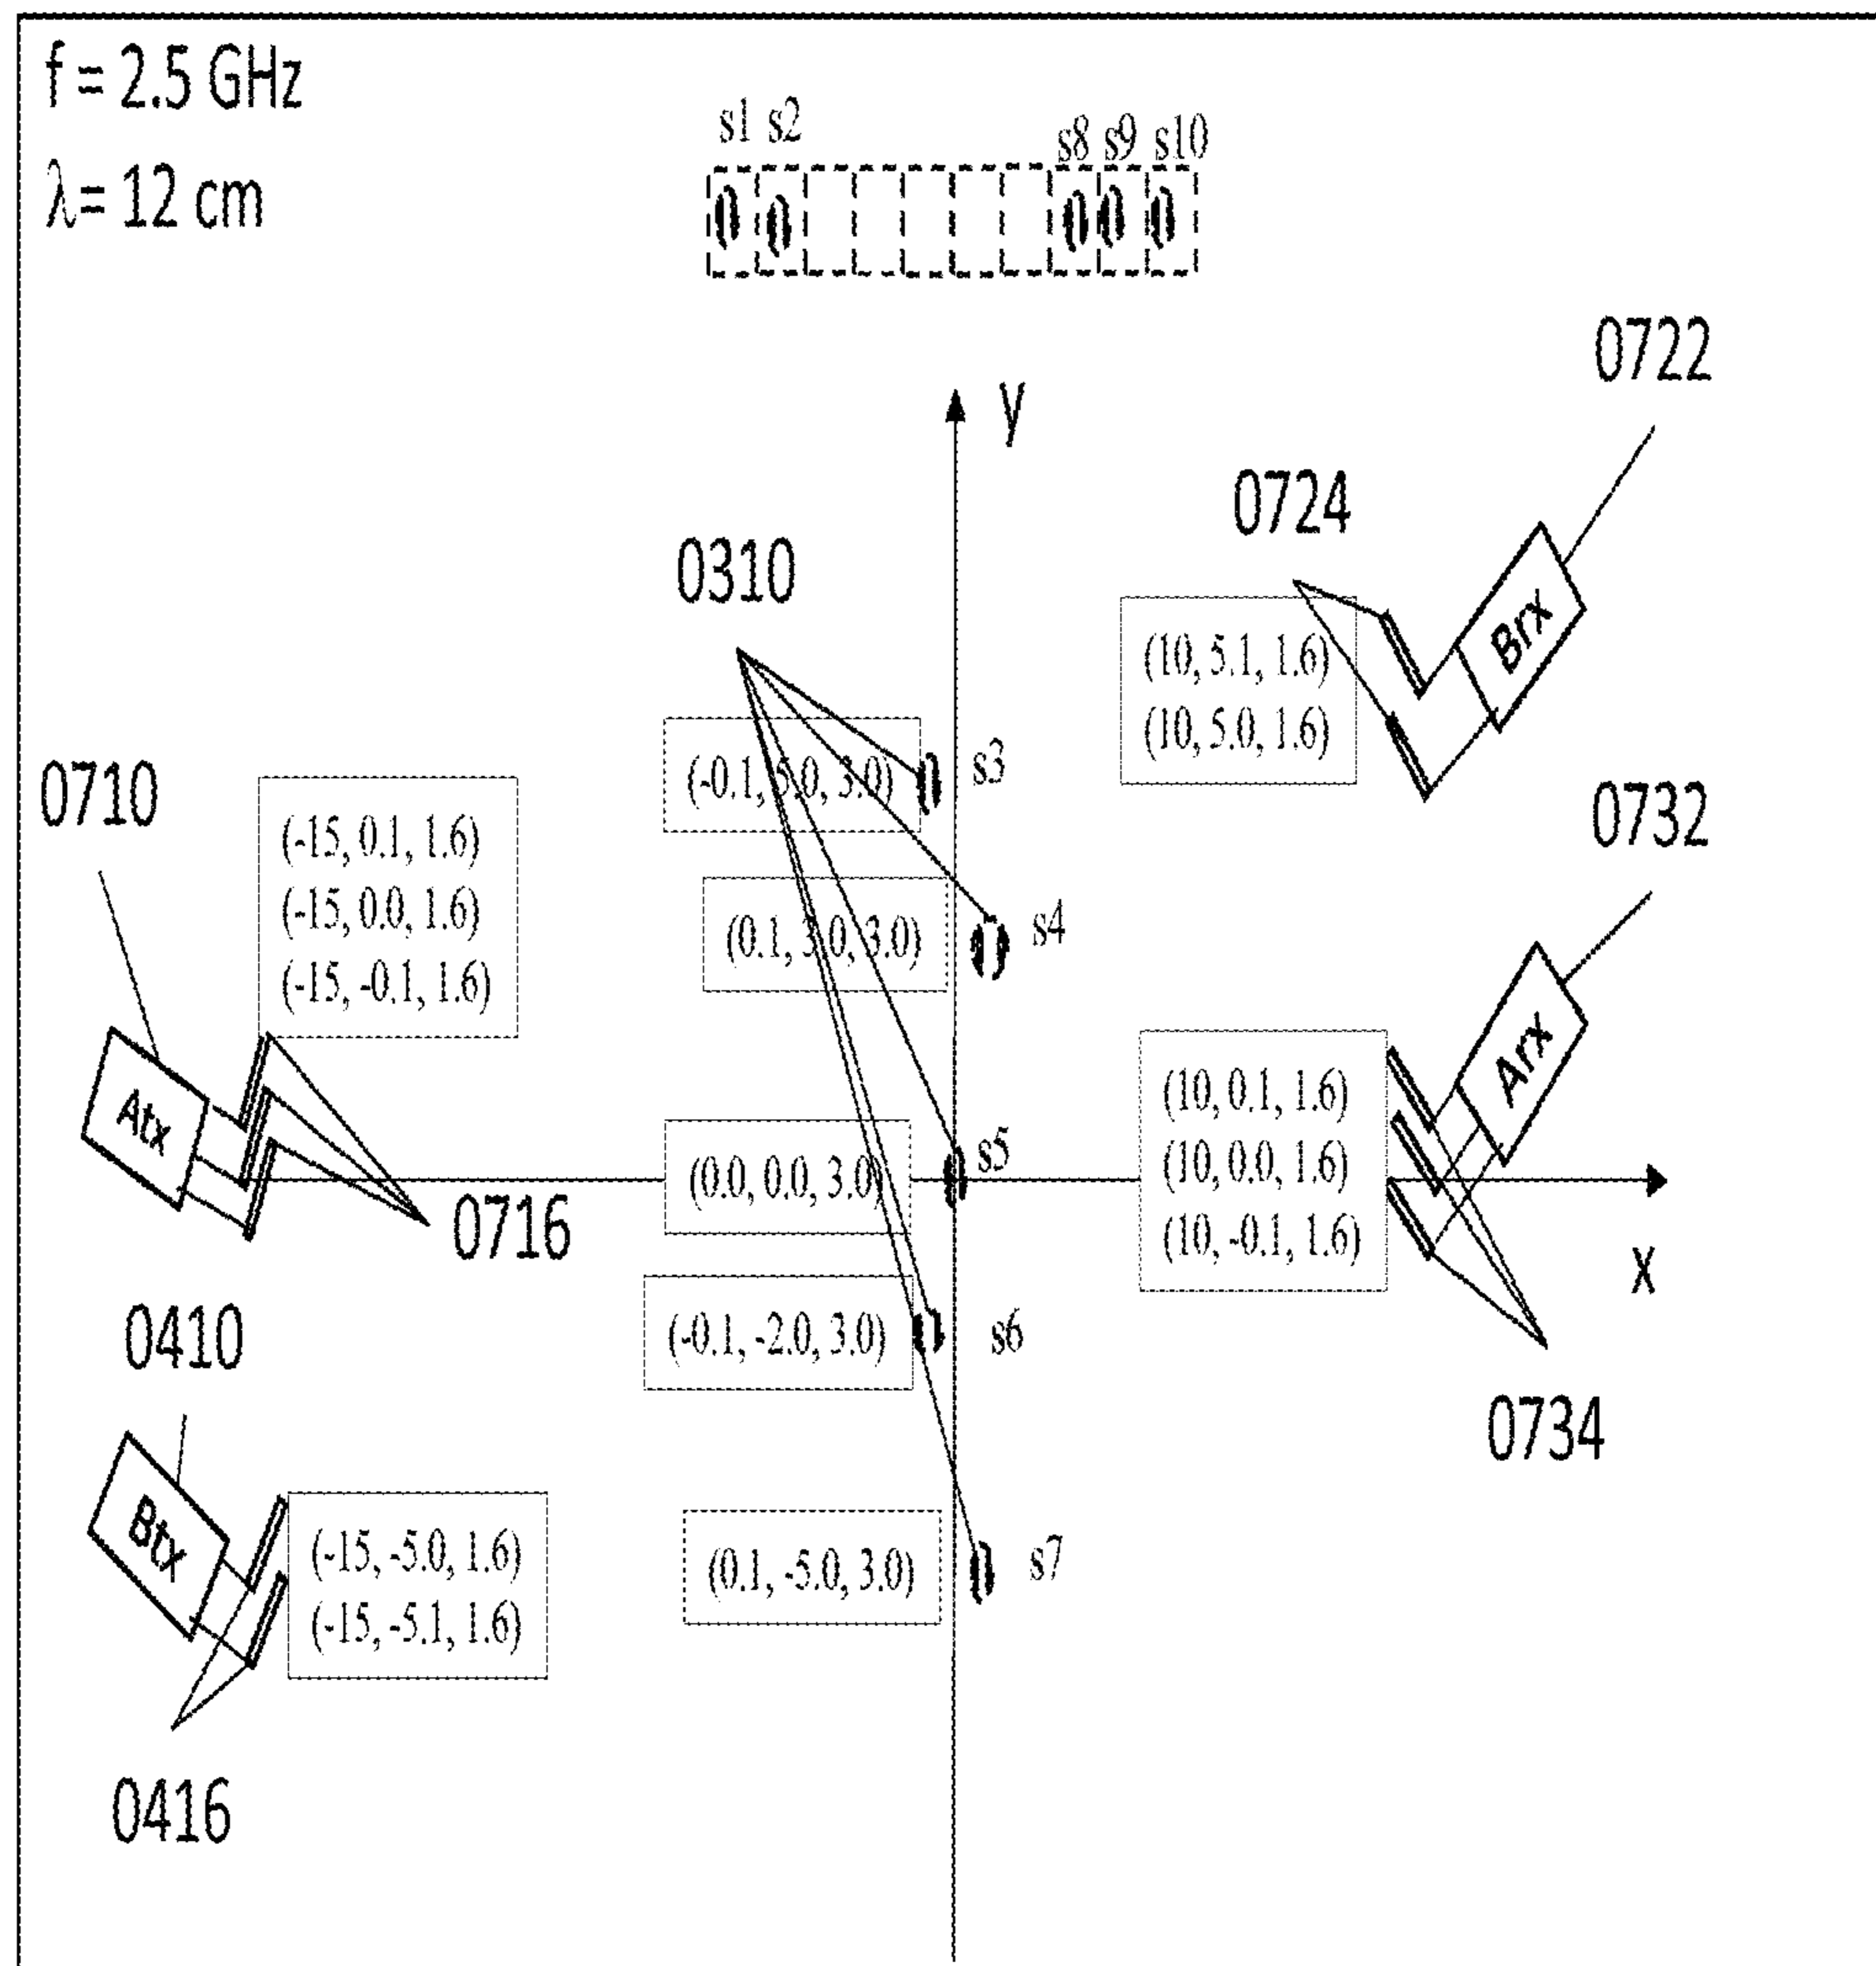 f = 2.5 GHz
λ= 12 cm
s1 s2 s8 s9 s10
0722
y
0724
0310
Brx
(10, 5.1, 1.6)
(10, 5.0, 1.6)
0710
(-0.1, 5.0, 3.0)
s3
0732
(-15, 0.1, 1.6)
(-15, 0.0, 1.6)
(-15, -0.1, 1.6)
(0.1, 3.0, 3.0)
s4
Arx
Atx
(10, 0.1, 1.6)
(10, 0.0, 1.6)
(10, -0.1, 1.6)
(0.0, 0.0, 3.0)
s5
0716
x
0410
(-0.1, -2.0, 3.0)
s6
0734
Btx
(-15, -5.0, 1.6)
(-15, -5.1, 1.6)
(0.1, -5.0, 3.0)
s7
0416